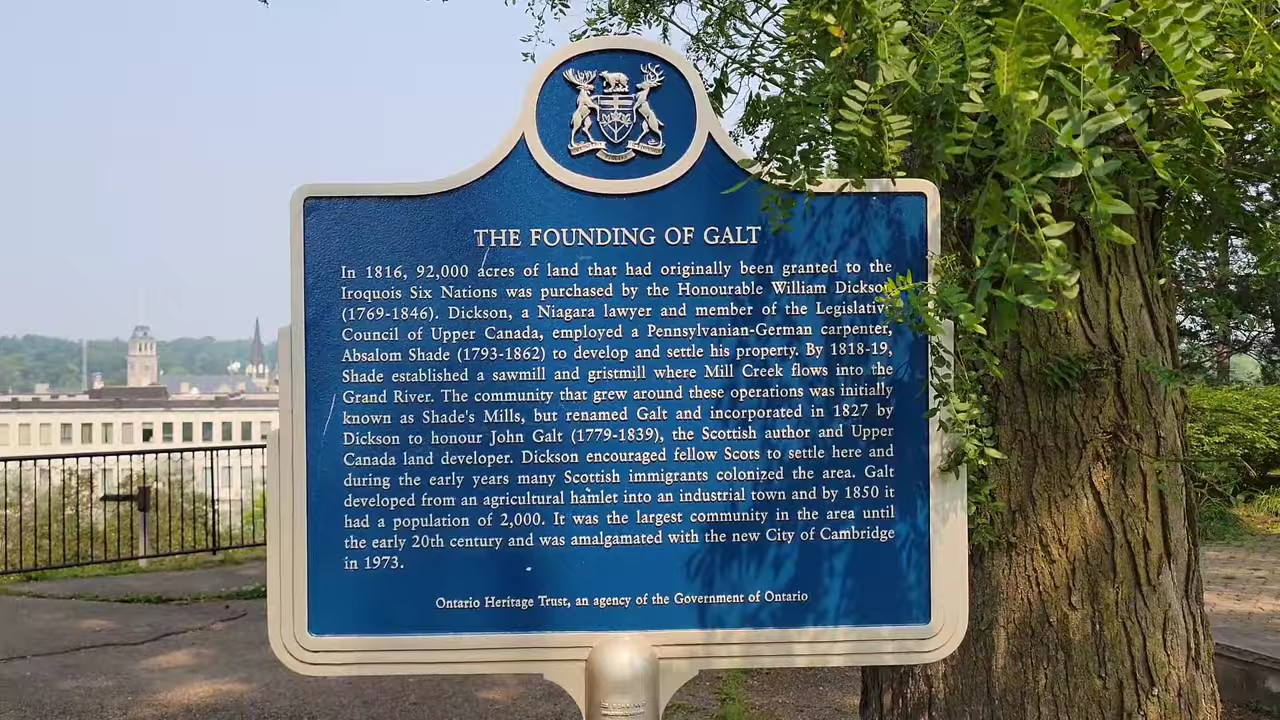 THE FOUNDING OF GALT
In 1816, 92,000 acres of land that had originally been granted to the
Iroquois Six Nations was purchased by the Honourable William Dickson
(1769-1846). Dickson, a Niagara lawyer and member of the Legislative
Council of Upper Canada, employed a Pennsylvanian-German carpenter,
Absalom Shade (1793-1862) to develop and settle his property. By 1818-19,
Shade established a sawmill and gristmill where Mill Creek flows into the
Grand River. The community that grew around these operations was initially
known as Shade's Mills, but renamed Galt and incorporated in 1827 by
Dickson to honour John Galt (1779-1839), the Scottish author and Upper
Canada land developer. Dickson encouraged fellow Scots to settle here and
during the early years many Scottish immigrants colonized the area. Galt
developed from an agricultural hamlet into an industrial town and by 1850 it
had a population of 2,000. It was the largest community in the area until
the early 20th century and was amalgamated with the new City of Cambridge
in 1973.
Ontario Heritage Trust, an agency of the Government of Ontario